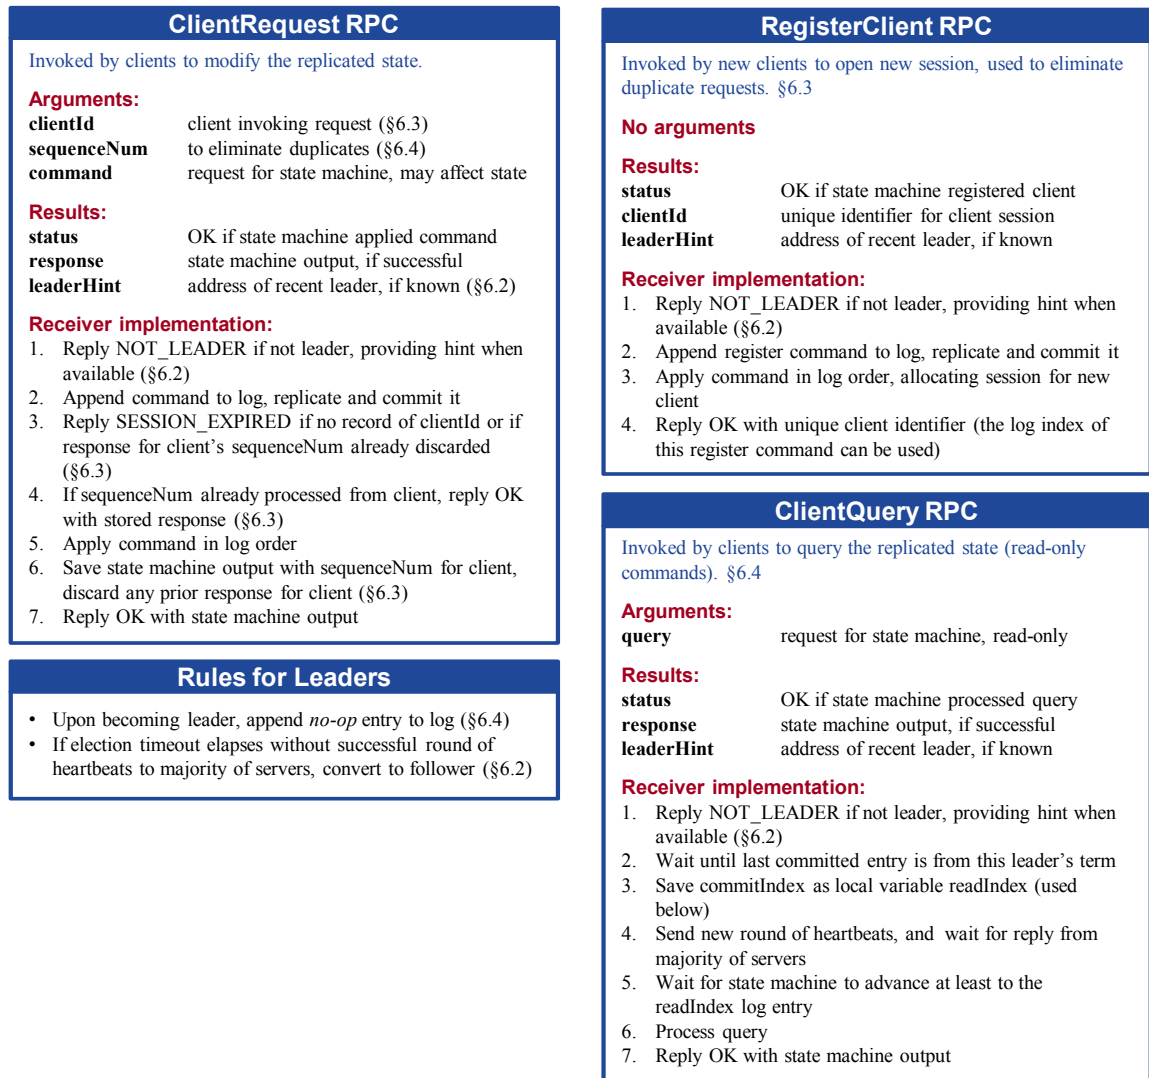 ClientRequest RPC
Invoked by clients to modify the replicated state.
Arguments:
clientId client invoking request (§6.3)
sequenceNum to eliminate duplicates (§6.4)
command request for state machine, may affect state
Results:
status OK if state machine applied command
response state machine output, if successful
leaderHint address of recent leader, if known (§6.2)
Receiver implementation:
1. Reply NOT_LEADER if not leader, providing hint when
available (§6.2)
2. Append command to log, replicate and commit it
3. Reply SESSION_EXPIRED if no record of clientId or if
response for client's sequenceNum already discarded
(§6.3)
4. If sequenceNum already processed from client, reply OK
with stored response (§6.3)
5. Apply command in log order
6. Save state machine output with sequenceNum for client,
discard any prior response for client (§6.3)
7. Reply OK with state machine output
Rules for Leaders
• Upon becoming leader, append no-op entry to log (§6.4)
• If election timeout elapses without successful round of
heartbeats to majority of servers, convert to follower (§6.2)
RegisterClient RPC
Invoked by new clients to open new session, used to eliminate
duplicate requests. §6.3
No arguments
Results:
status OK if state machine registered client
clientId unique identifier for client session
leaderHint address of recent leader, if known
Receiver implementation:
1. Reply NOT_LEADER if not leader, providing hint when
available (§6.2)
2. Append register command to log, replicate and commit it
3. Apply command in log order, allocating session for new
client
4. Reply OK with unique client identifier (the log index of
this register command can be used)
ClientQuery RPC
Invoked by clients to query the replicated state (read-only
commands). §6.4
Arguments:
query request for state machine, read-only
Results:
status OK if state machine processed query
response state machine output, if successful
leaderHint address of recent leader, if known
Receiver implementation:
1. Reply NOT_LEADER if not leader, providing hint when
available (§6.2)
2. Wait until last committed entry is from this leader's term
3. Save commitIndex as local variable readIndex (used
below)
4. Send new round of heartbeats, and wait for reply from
majority of servers
5. Wait for state machine to advance at least to the
readIndex log entry
6. Process query
7. Reply OK with state machine output